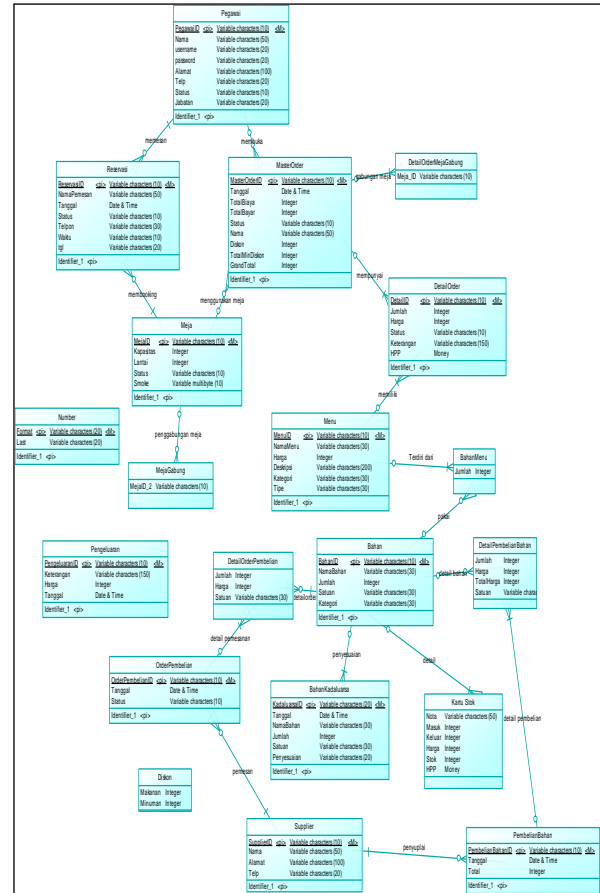 Pegawai
PegawaiID <pi> Variable characters (10) <M>
Nama Variable characters (50)
username Variable characters (20)
password Variable characters (20)
Alamat Variable characters (100)
Telp Variable characters (20)
Status Variable characters (10)
Jabatan Variable characters (20)
Identifier_1 <pi>
memesan
membuka
Reservasi
ReservasiID <pi> Variable characters (10) <M>
NamaPemesan Variable characters (50)
Tanggal Date & Time
Status Variable characters (10)
Telpon Variable characters (30)
Waktu Variable characters (10)
tgl Variable characters (20)
Identifier_1 <pi>
MasterOrder
MasterOrderID <pi> Variable characters (10) <M>
Tanggal Date & Time
TotalBiaya Integer
TotalBayar Integer
Status Variable characters (10)
Nama Variable characters (50)
Diskon Integer
TotalMinDiskon Integer
GrandTotal Integer
Identifier_1 <pi>
gabungan meja
DetailOrderMejaGabung
Meja_ID Variable characters (10)
membooking
menggunakan meja
mempunyai
DetailOrder
DetailID <pi> Variable characters (10) <M>
Jumlah Integer
Harga Integer
Status Variable characters (10)
Keterangan Variable characters (150)
HPP Money
Identifier_1 <pi>
Meja
MejaID <pi> Variable characters (10) <M>
Kapasitas Integer
Lantai Integer
Status Variable characters (10)
Smoke Variable multibyte (10)
Identifier_1 <pi>
memiliki
Number
Format <pi> Variable characters (20) <M>
Last Variable characters (20)
Identifier_1 <pi>
penggabungan meja
MejaGabung
MejaID_2 Variable characters (10)
Menu
MenuID <pi> Variable characters (10) <M>
NamaMenu Variable characters (30)
Harga Integer
Deskripsi Variable characters (200)
Kategori Variable characters (30)
Tipe Variable characters (30)
Identifier_1 <pi>
Terdiri dari
BahanMenu
Jumlah Integer
pakai
Pengeluaran
PengeluaranID <pi> Variable characters (10) <M>
Keterangan Variable characters (150)
Harga Integer
Tanggal Date & Time
Identifier_1 <pi>
DetailOrderPembelian
Jumlah Integer
Harga Integer
Satuan Variable characters (30)
detailorder
Bahan
BahanID <pi> Variable characters (10) <M>
NamaBahan Variable characters (30)
Jumlah Integer
Satuan Variable characters (30)
Kategori Variable characters (30)
Identifier_1 <pi>
detail bahan
DetailPembelianBahan
Jumlah Integer
Harga Integer
TotalHarga Integer
Satuan Variable charac
detail pemesanan
penyesuaian
detail
OrderPembelian
OrderPembelianID <pi> Variable characters (10) <M>
Tanggal Date & Time
Status Variable characters (10)
Identifier_1 <pi>
BahanKadaluarsa
KadaluarsaID <pi> Variable characters (20) <M>
Tanggal Date & Time
NamaBahan Variable characters (30)
Jumlah Integer
Satuan Variable characters (30)
Penyesuaian Variable characters (20)
Identifier_1 <pi>
Kartu Stok
Nota Variable characters (50)
Masuk Integer
Keluar Integer
Harga Integer
Stok Integer
HPP Money
detail pembelian
Diskon
Makanan Integer
Minuman Integer
pemesan
Supplier
SupplierID <pi> Variable characters (10) <M>
Nama Variable characters (50)
Alamat Variable characters (100)
Telp Variable characters (20)
Identifier_1 <pi>
penyuplai
PembelianBahan
PembelianBahanID <pi> Variable characters (10) <M>
Tanggal Date & Time
Total Integer
Identifier_1 <pi>